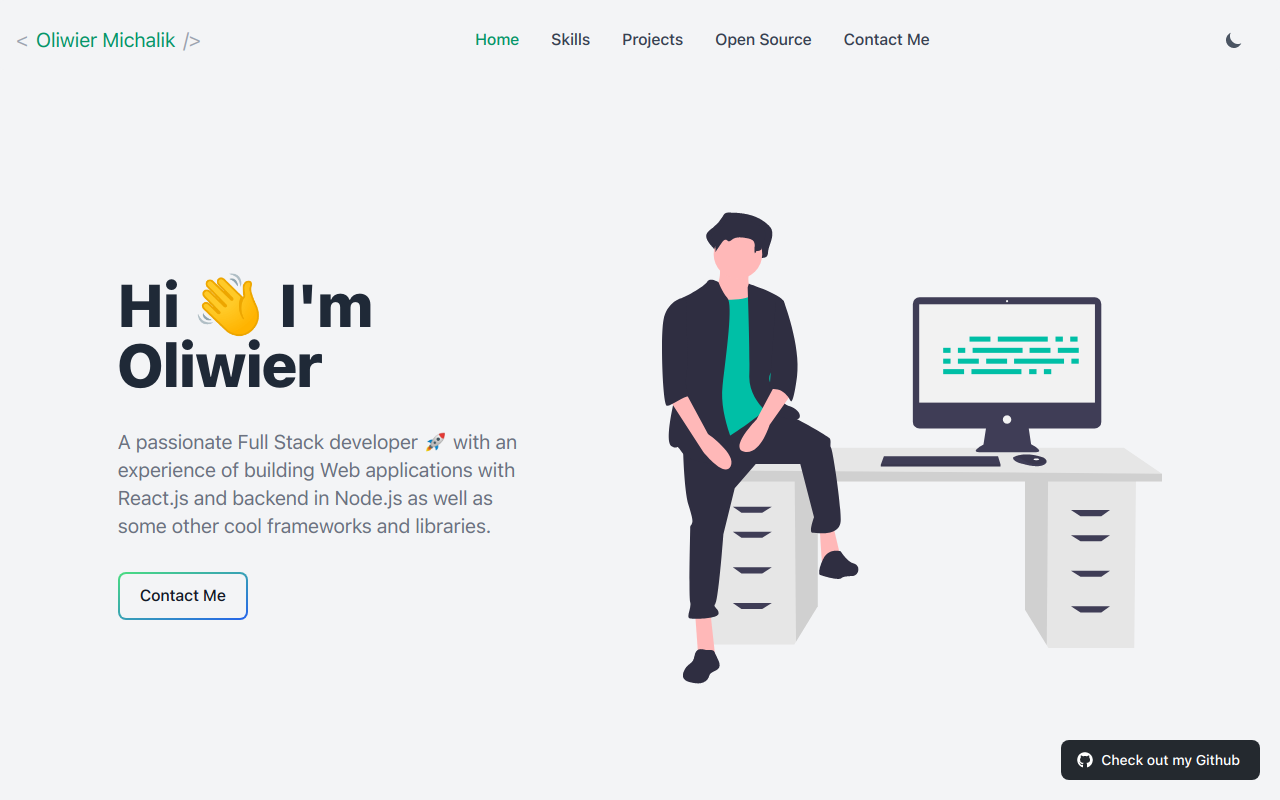 < Oliwier Michalik />
Home
Skills
Projects
Open Source
Contact Me
Hi 👋 I'm
Oliwier
A passionate Full Stack developer 🚀 with an
experience of building Web applications with
React.js and backend in Node.js as well as
some other cool frameworks and libraries.
Contact Me
Check out my Github